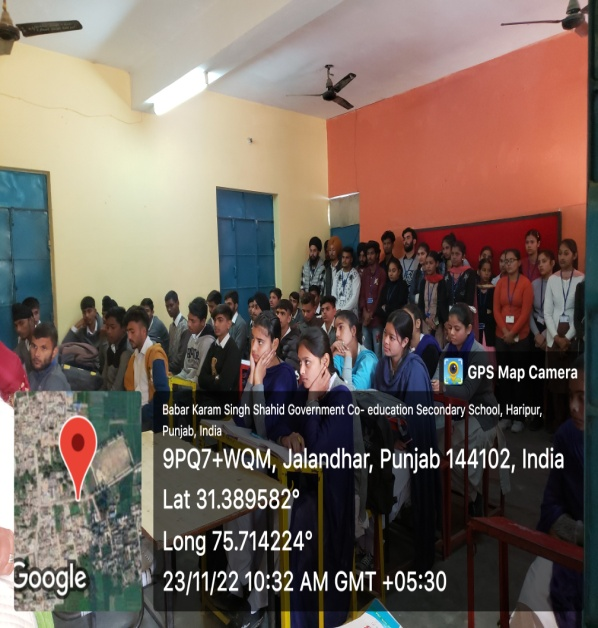 GPS Map Camera
Babar Karam Singh Shahid Government Co- education Secondary School, Haripur,
Punjab, India
9PQ7+WQM, Jalandhar, Punjab 144102, India
Lat 31.389582°
Long 75.714224°
23/11/22 10:32 AM GMT +05:30
Google